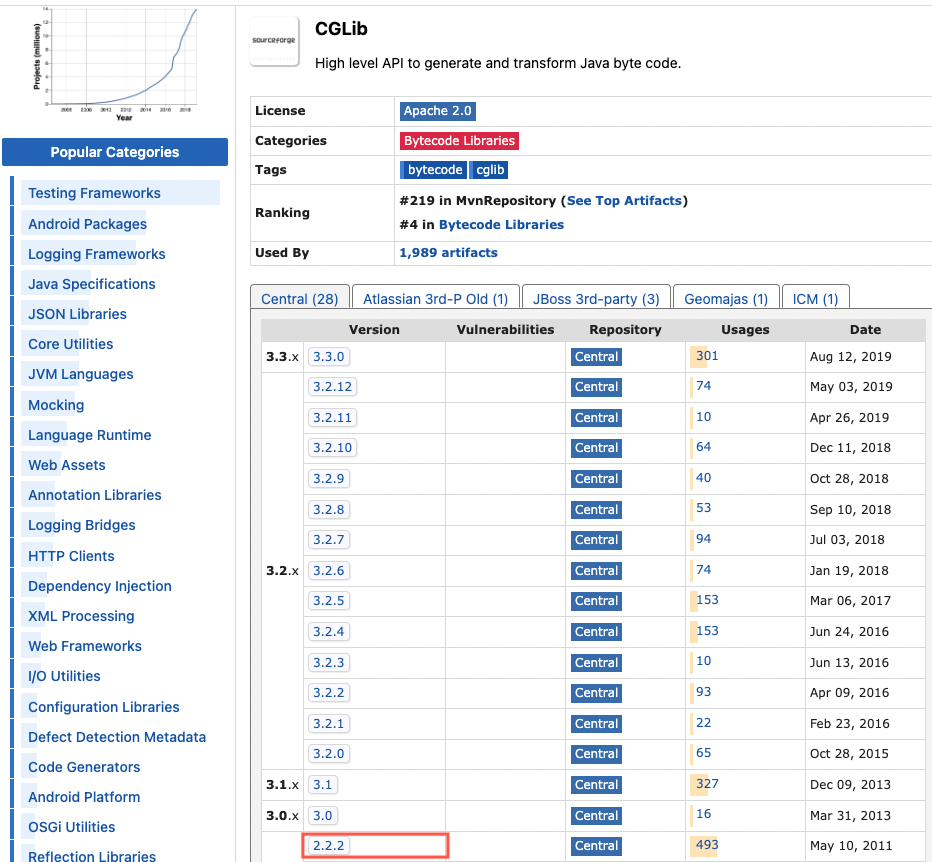 Projects (millions)
14
12
10
8
6
4
2
0
2012 2014 2016 2018
Year
Popular Categories
Testing Frameworks
Android Packages
Logging Frameworks
Java Specifications
JSON Libraries
Core Utilities
JVM Languages
Mocking
Language Runtime
Web Assets
Annotation Libraries
Logging Bridges
HTTP Clients
Dependency Injection
XML Processing
Web Frameworks
I/O Utilities
Configuration Libraries
Defect Detection Metadata
Code Generators
Android Platform
OSGi Utilities
Reflection Libraries
sourceforge
CGLib
High level API to generate and transform Java byte code.
License Apache 2.0
Categories Bytecode Libraries
Tags bytecode cglib
Ranking #219 in MvnRepository (See Top Artifacts)
#4 in Bytecode Libraries
Used By 1,989 artifacts
Central (28) Atlassian 3rd-P Old (1) JBoss 3rd-party (3) Geomajas (1) ICM (1)
Version Vulnerabilities Repository Usages Date
3.3.x 3.3.0 Central 301 Aug 12, 2019
3.2.12 Central 74 May 03, 2019
3.2.11 Central 10 Apr 26, 2019
3.2.10 Central 64 Dec 11, 2018
3.2.9 Central 40 Oct 28, 2018
3.2.8 Central 53 Sep 10, 2018
3.2.7 Central 94 Jul 03, 2018
3.2.x 3.2.6 Central 74 Jan 19, 2018
3.2.5 Central 153 Mar 06, 2017
3.2.4 Central 153 Jun 24, 2016
3.2.3 Central 10 Jun 13, 2016
3.2.2 Central 93 Apr 09, 2016
3.2.1 Central 22 Feb 23, 2016
3.2.0 Central 65 Oct 28, 2015
3.1.x 3.1 Central 327 Dec 09, 2013
3.0.x 3.0 Central 16 Mar 31, 2013
2.2.2 Central 493 May 10, 2011